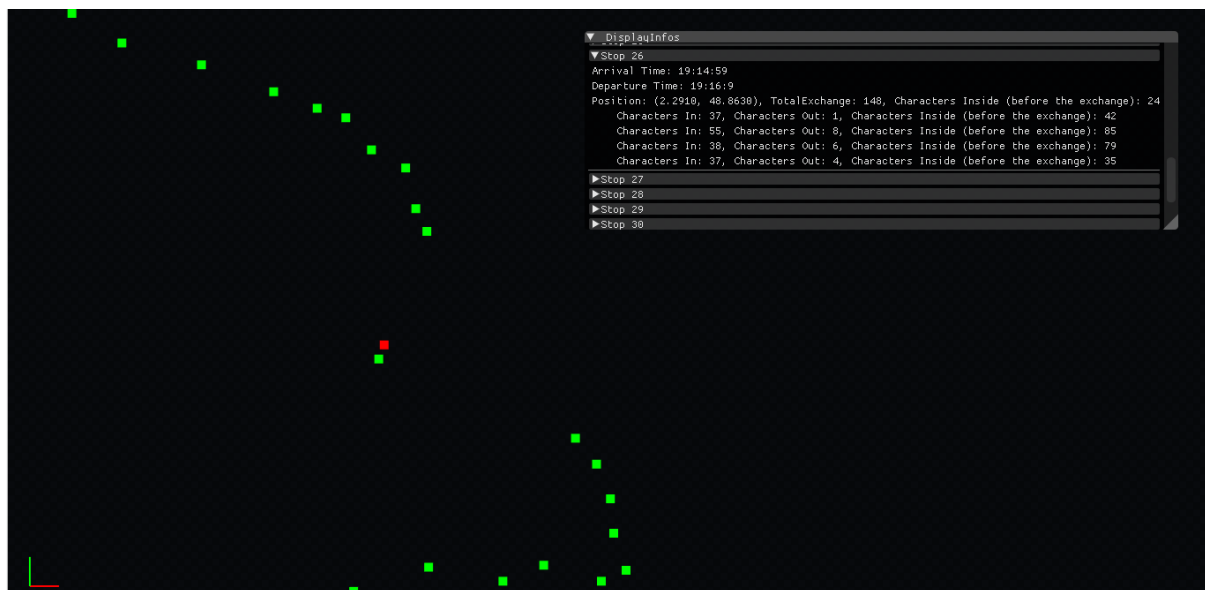 DisplayInfos
Stop 26
Arrival Time: 19:14:59
Departure Time: 19:16:9
Position: (2.2910, 48.8630), TotalExchange: 148, Characters Inside (before the exchange): 24
Characters In: 37, Characters Out: 1, Characters Inside (before the exchange): 42
Characters In: 55, Characters Out: 8, Characters Inside (before the exchange): 85
Characters In: 38, Characters Out: 6, Characters Inside (before the exchange): 79
Characters In: 37, Characters Out: 4, Characters Inside (before the exchange): 35
Stop 27
Stop 28
Stop 29
Stop 30